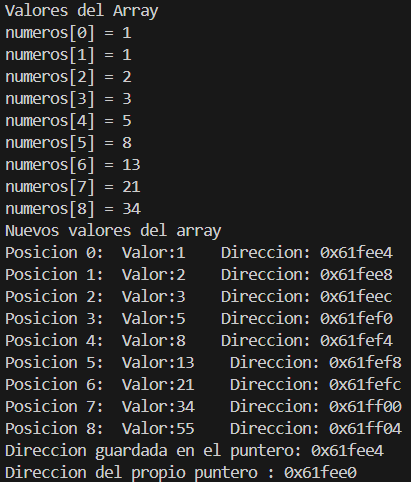 Valores del Array
numeros[0] = 1
numeros[1] = 1
numeros[2] = 2
numeros[3] = 3
numeros[4] = 5
numeros[5] = 8
numeros[6] = 13
numeros[7] = 21
numeros[8] = 34
Nuevos valores del array
Posicion 0:  Valor:1    Direccion: 0x61fee4
Posicion 1:  Valor:2    Direccion: 0x61fee8
Posicion 2:  Valor:3    Direccion: 0x61feec
Posicion 3:  Valor:5    Direccion: 0x61fef0
Posicion 4:  Valor:8    Direccion: 0x61fef4
Posicion 5:  Valor:13    Direccion: 0x61fef8
Posicion 6:  Valor:21    Direccion: 0x61fefc
Posicion 7:  Valor:34    Direccion: 0x61ff00
Posicion 8:  Valor:55    Direccion: 0x61ff04
Direccion guardada en el puntero: 0x61fee4
Direccion del propio puntero : 0x61fee0